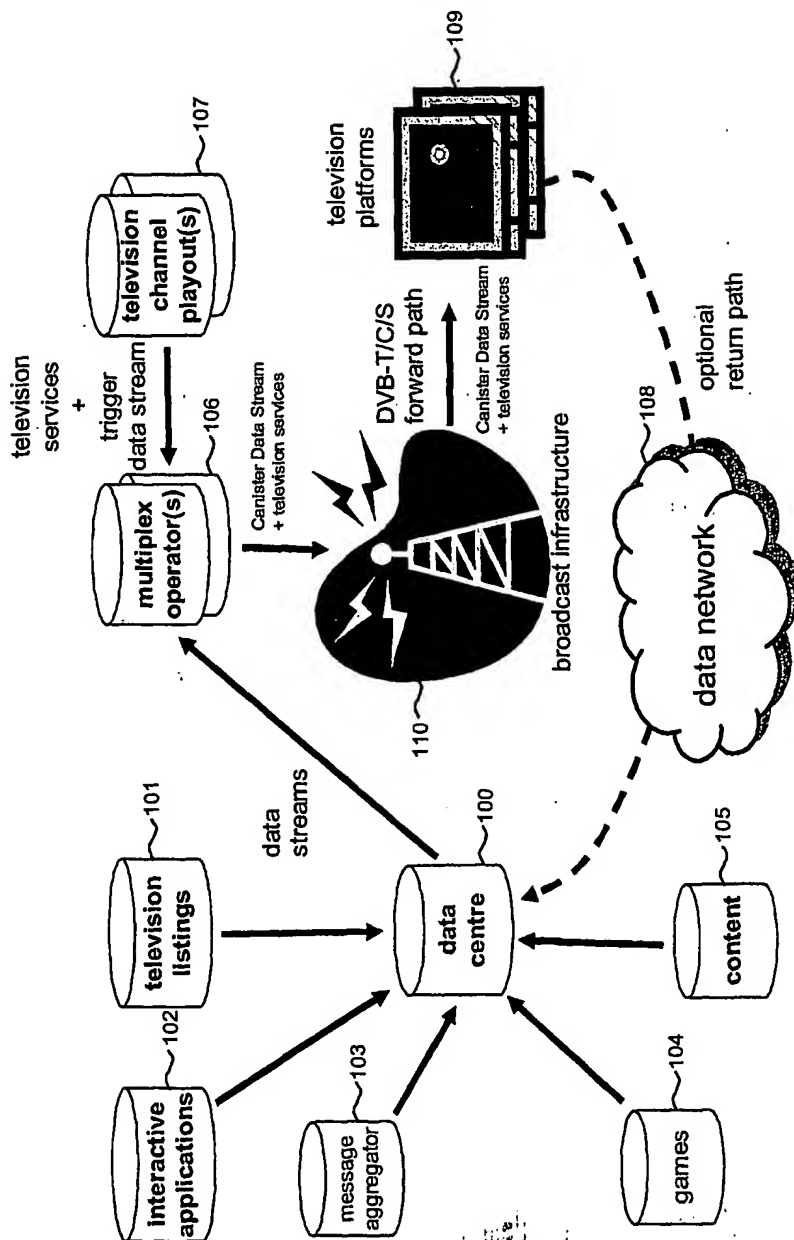 interactive
applications
102
television
listings
101
message
aggregator
103
data
centre
100
games
104
content
105
data
streams
television
services
+
trigger
data stream
106
multiplex
operator(s)
television
channel
playout(s)
107
Canister Data Stream
+ television services
110
broadcast infrastructure
DVB-T/C/S
forward path
Canister Data Stream
+ television services
television
platforms
109
optional
return path
108
data network